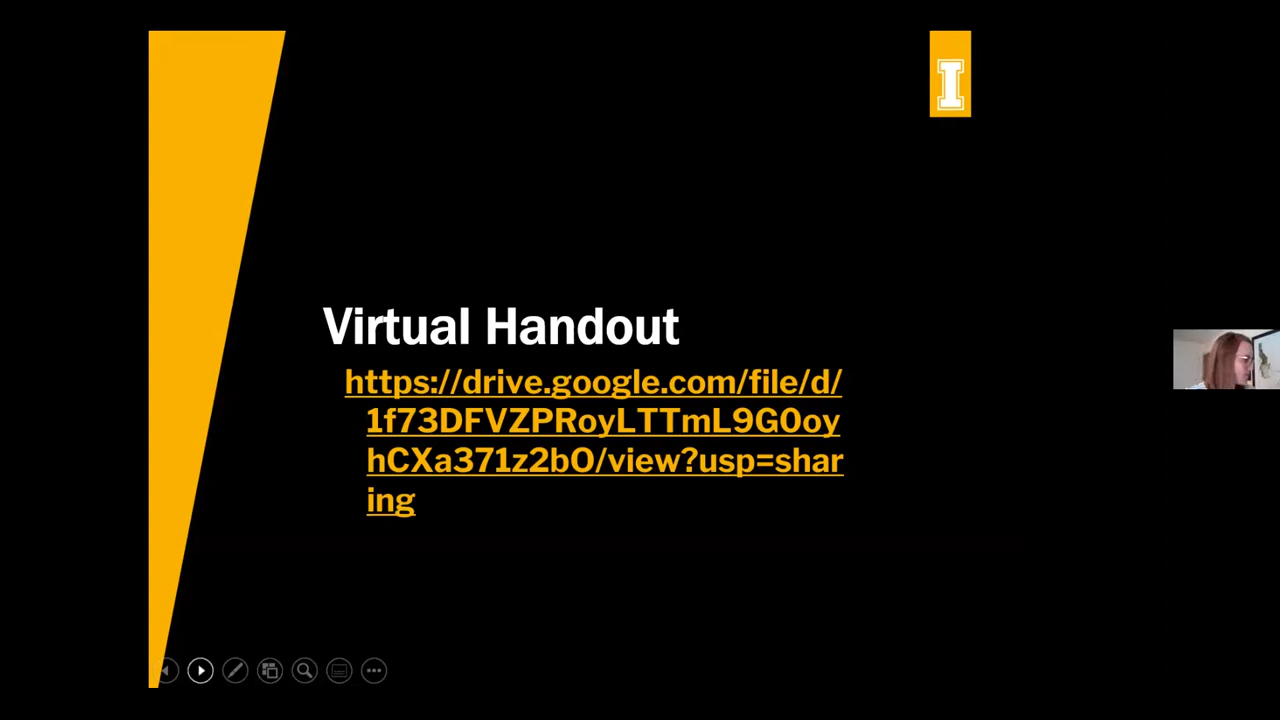 I
Virtual Handout
https://drive.google.com/file/d/
1f73DFVZPRoyLTTmL9G0oy
hCXa371z2bO/view?usp=shar
ing